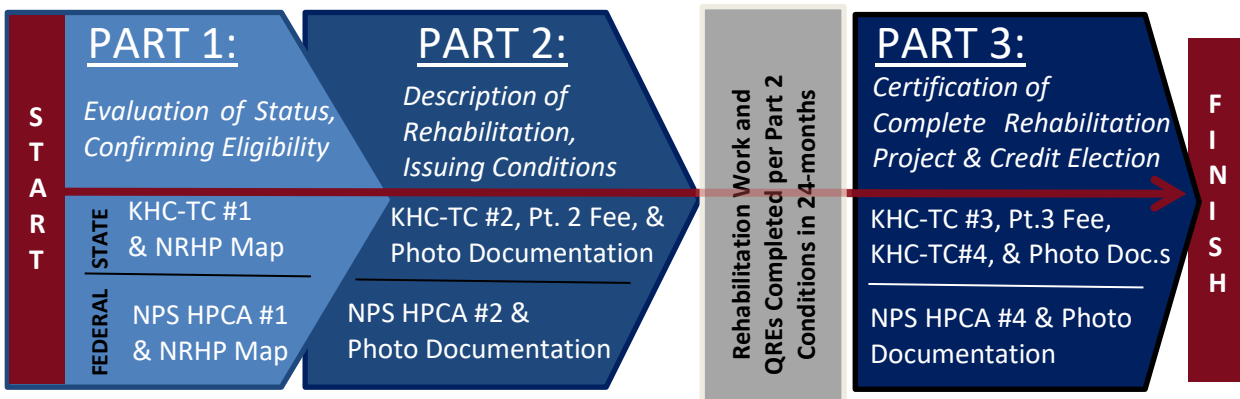 START
PART 1:
Evaluation of Status,
Confirming Eligibility
STATE
KHC-TC #1
& NRHP Map
FEDERAL
NPS HPCA #1
& NRHP Map
PART 2:
Description of
Rehabilitation,
Issuing Conditions
KHC-TC #2, Pt. 2 Fee, &
Photo Documentation
NPS HPCA #2 &
Photo Documentation
Rehabilitation Work and
QREs Completed per Part 2
Conditions in 24-months
PART 3:
Certification of
Complete Rehabilitation
Project & Credit Election
KHC-TC #3, Pt.3 Fee,
KHC-TC#4, & Photo Doc.s
NPS HPCA #4 & Photo
Documentation
FINISH